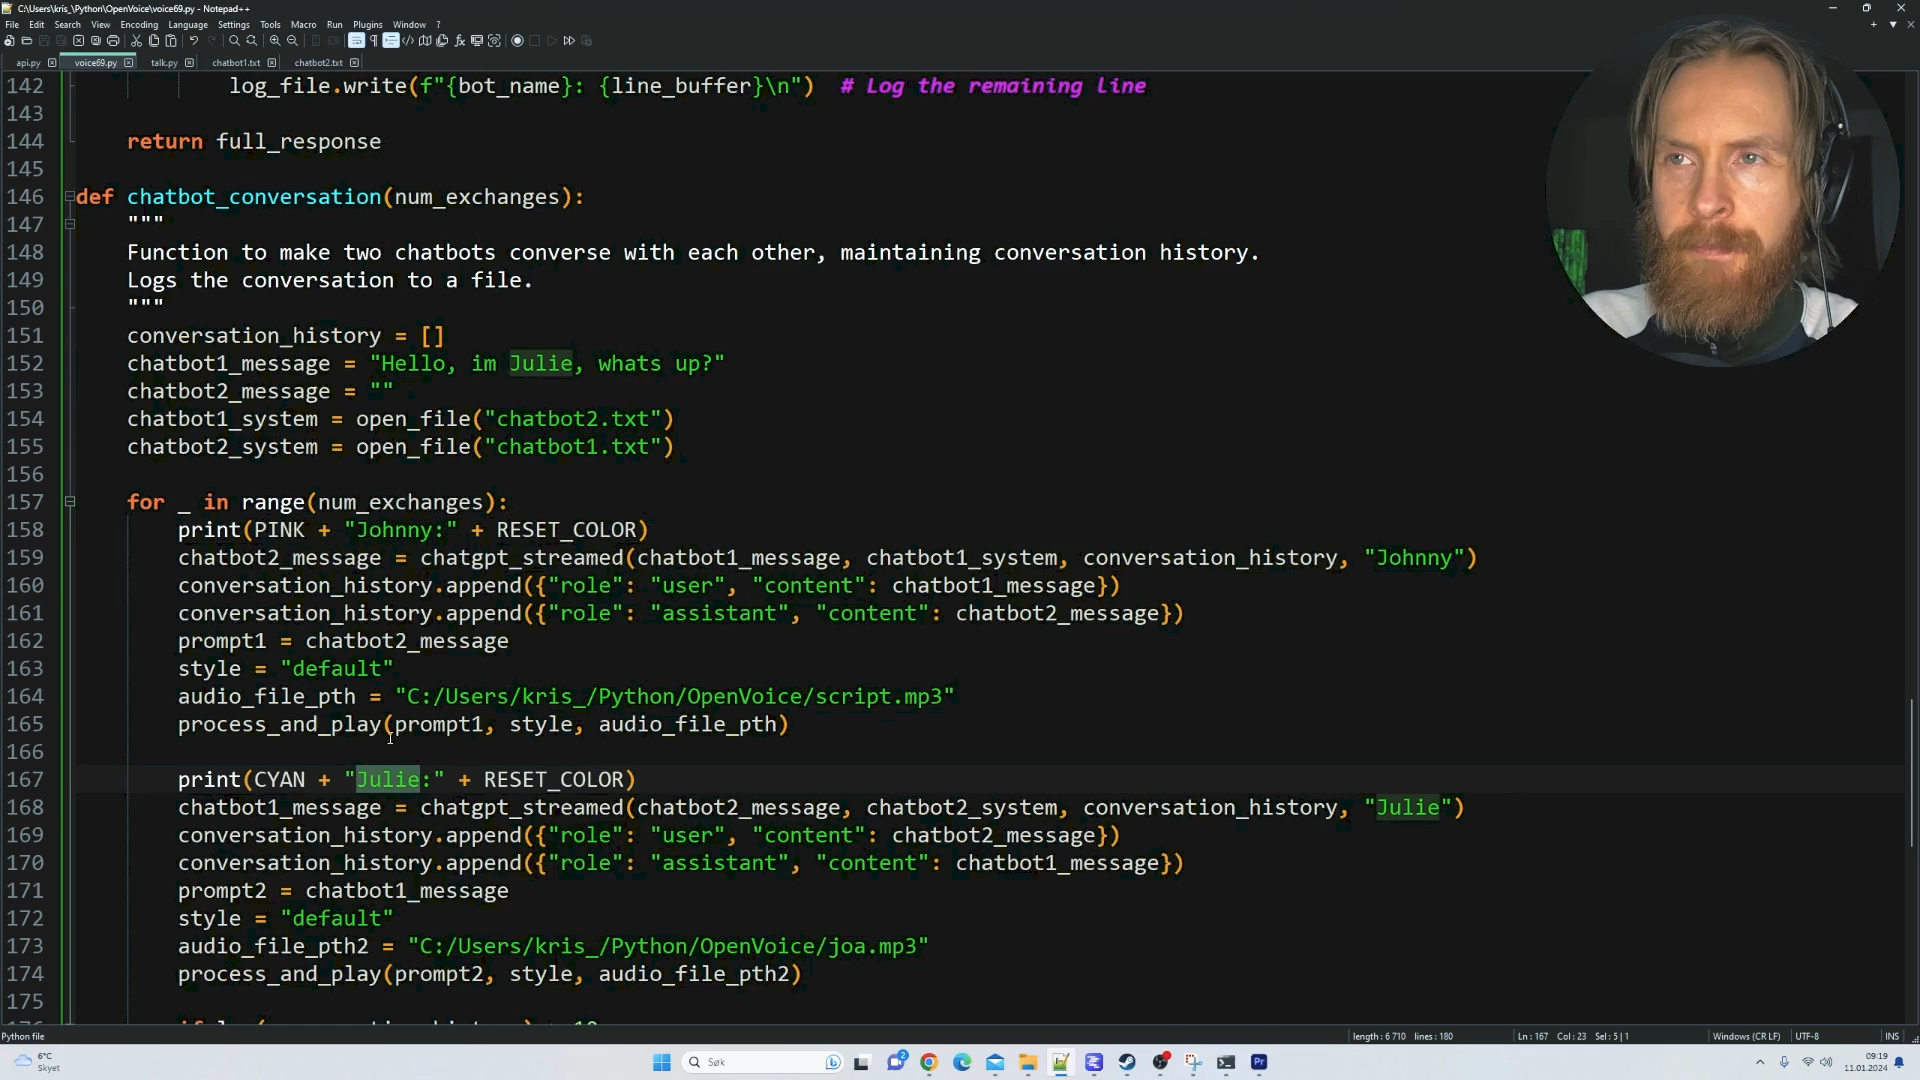 C:\Users\kris_\Python\OpenVoice\voice69.py - Notepad++
File Edit Search View Encoding Language Settings Tools Macro Run Plugins Window ?
api.py voice69.py talk.py chatbot1.txt chatbot2.txt
142 log_file.write(f"{bot_name}: {line_buffer}\n") # Log the remaining line
143
144 return full_response
145
146 def chatbot_conversation(num_exchanges):
147 """
148 Function to make two chatbots converse with each other, maintaining conversation history.
149 Logs the conversation to a file.
150 """
151 conversation_history = []
152 chatbot1_message = "Hello, im Julie, whats up?"
153 chatbot2_message = ""
154 chatbot1_system = open_file("chatbot2.txt")
155 chatbot2_system = open_file("chatbot1.txt")
156
157 for _ in range(num_exchanges):
158 print(PINK + "Johnny:" + RESET_COLOR)
159 chatbot2_message = chatgpt_streamed(chatbot1_message, chatbot1_system, conversation_history, "Johnny")
160 conversation_history.append({"role": "user", "content": chatbot1_message})
161 conversation_history.append({"role": "assistant", "content": chatbot2_message})
162 prompt1 = chatbot2_message
163 style = "default"
164 audio_file_pth = "C:/Users/kris_/Python/OpenVoice/script.mp3"
165 process_and_play(prompt1, style, audio_file_pth)
166
167 print(CYAN + "Julie:" + RESET_COLOR)
168 chatbot1_message = chatgpt_streamed(chatbot2_message, chatbot2_system, conversation_history, "Julie")
169 conversation_history.append({"role": "user", "content": chatbot2_message})
170 conversation_history.append({"role": "assistant", "content": chatbot1_message})
171 prompt2 = chatbot1_message
172 style = "default"
173 audio_file_pth2 = "C:/Users/kris_/Python/OpenVoice/joa.mp3"
174 process_and_play(prompt2, style, audio_file_pth2)
175
Python file length : 6 710 lines : 180 Ln : 167 Col : 23 Sel : 5 | 1 Windows (CR LF) UTF-8 INS
6°C
Skyet
Søk
2
Pr
09:19
11.01.2024